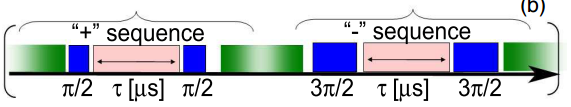 (b)
“+” sequence “-” sequence
π/2 τ [μs] π/2 3π/2 τ [μs] 3π/2